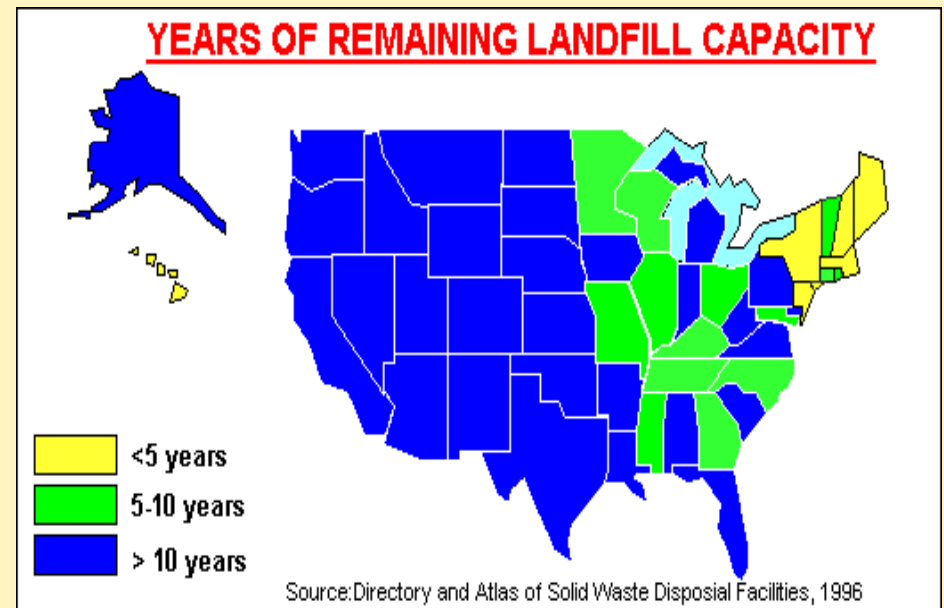 YEARS OF REMAINING LANDFILL CAPACITY
<5 years
5-10 years
> 10 years
Source:Directory and Atlas of Solid Waste Disposial Facilities, 1996